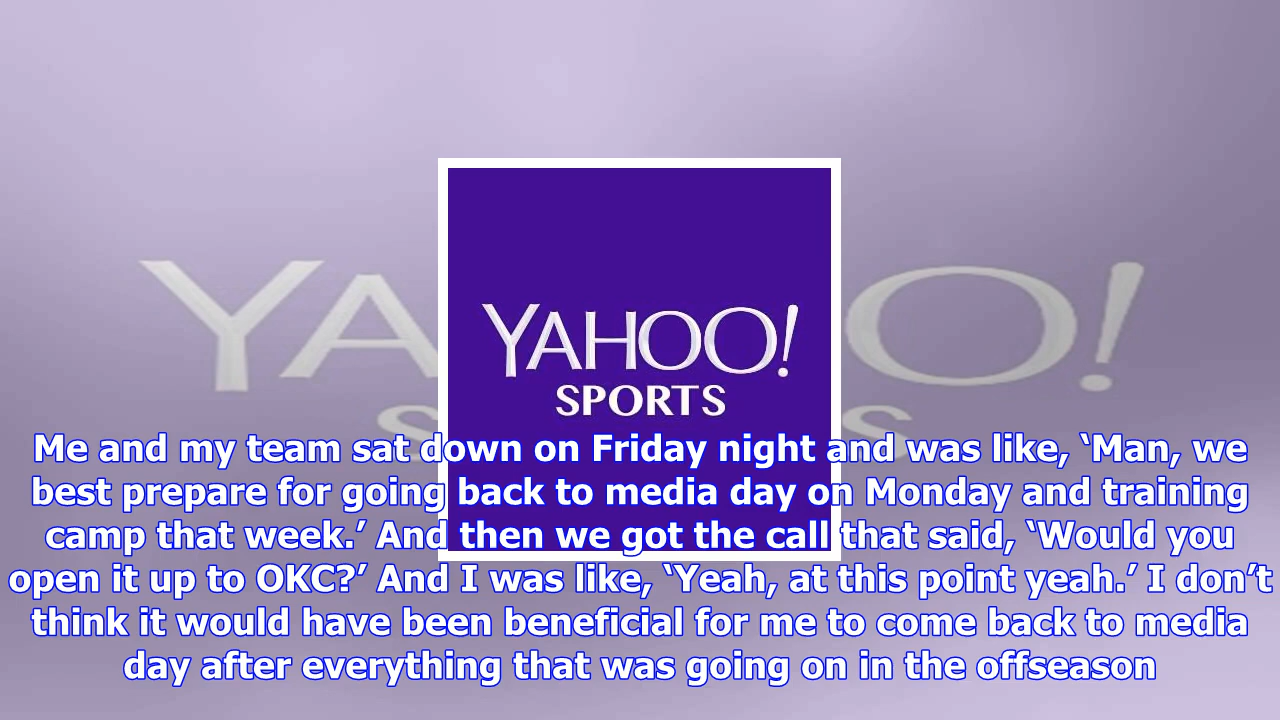 YAHOO!
SPORTS
YA O!
S S
Me and my team sat down on Friday night and was like, ‘Man, we
best prepare for going back to media day on Monday and training
camp that week.’ And then we got the call that said, ‘Would you
open it up to OKC?’ And I was like, ‘Yeah, at this point yeah.’ I don’t
think it would have been beneficial for me to come back to media
day after everything that was going on in the offseason